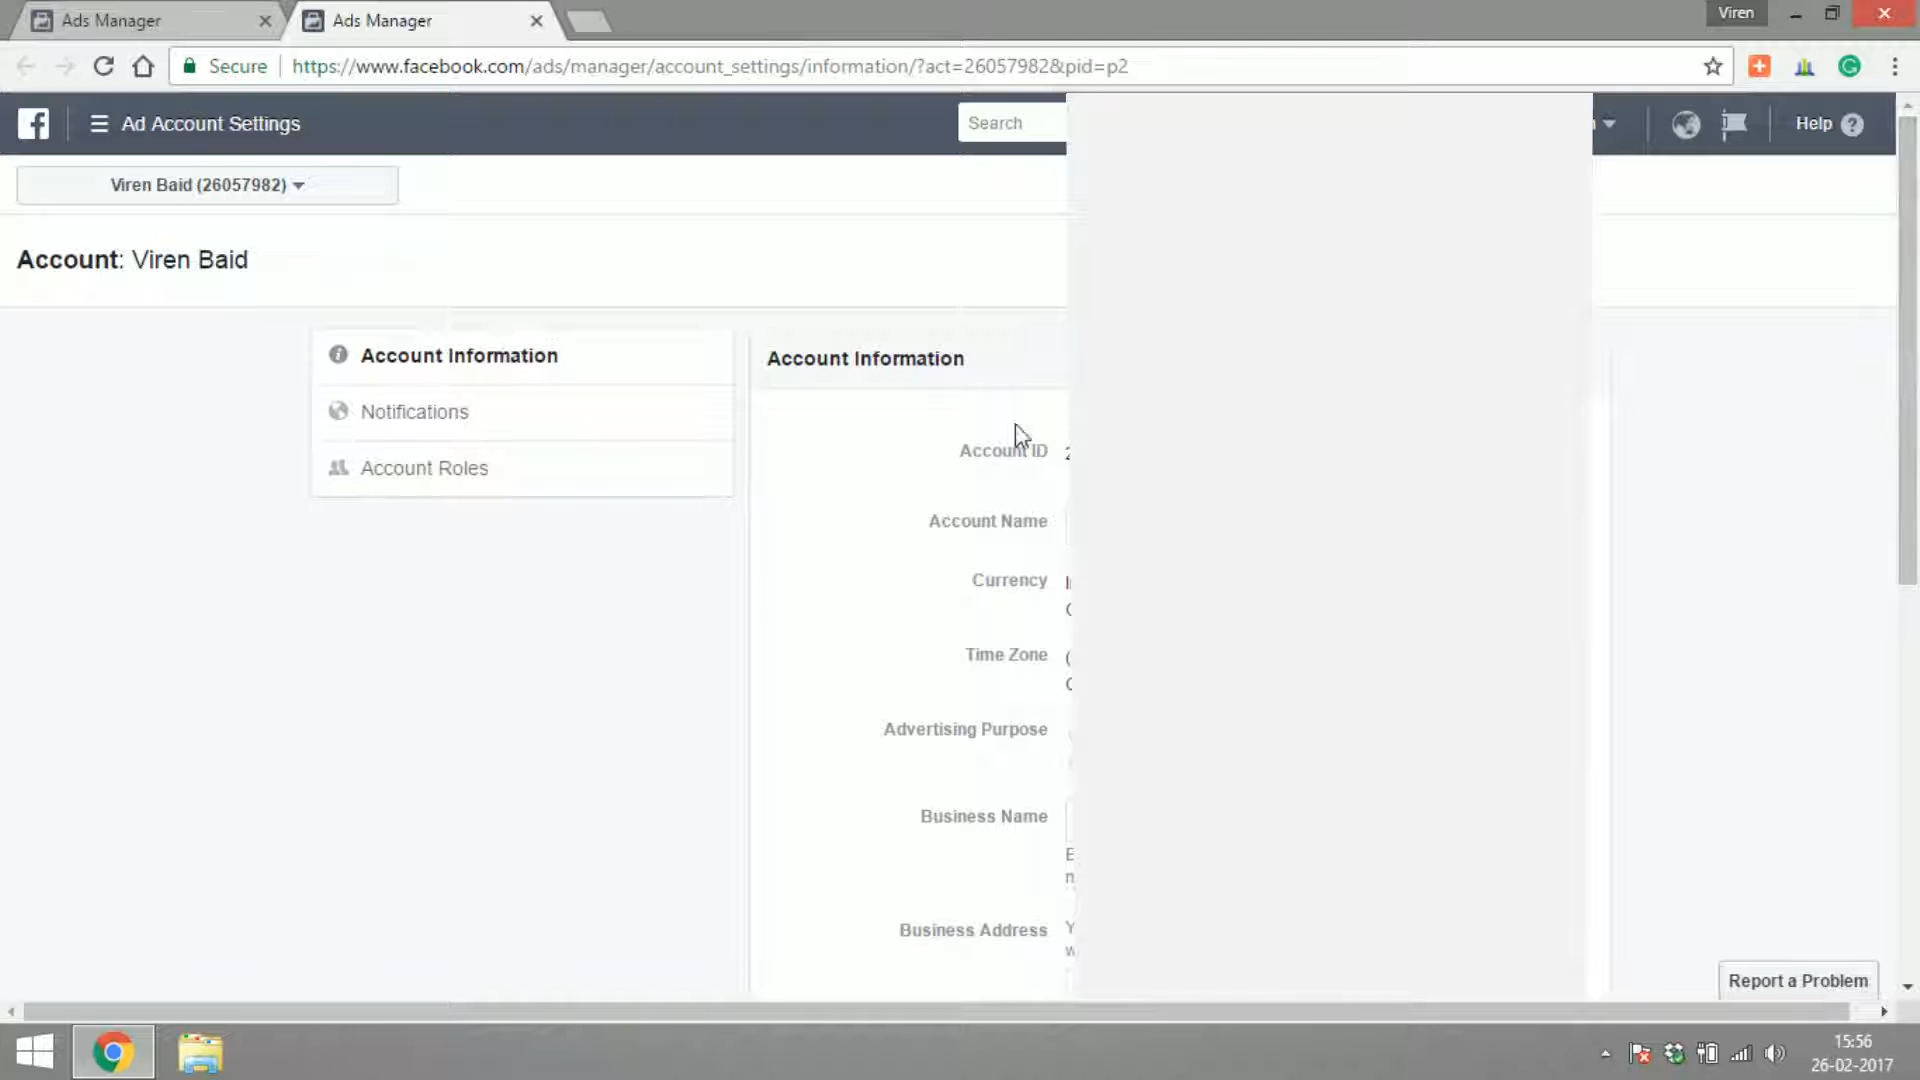 Ads Manager
Ads Manager
Viren
Secure
https://www.facebook.com/ads/manager/account_settings/information/?act=26057982&pid=p2
Ad Account Settings
Search
Help
Viren Baid (26057982)
Account: Viren Baid
Account Information
Notifications
Account Roles
Account Information
Account ID
Account Name
Currency
Time Zone
Advertising Purpose
Business Name
Business Address
Report a Problem
15:56
26-02-2017